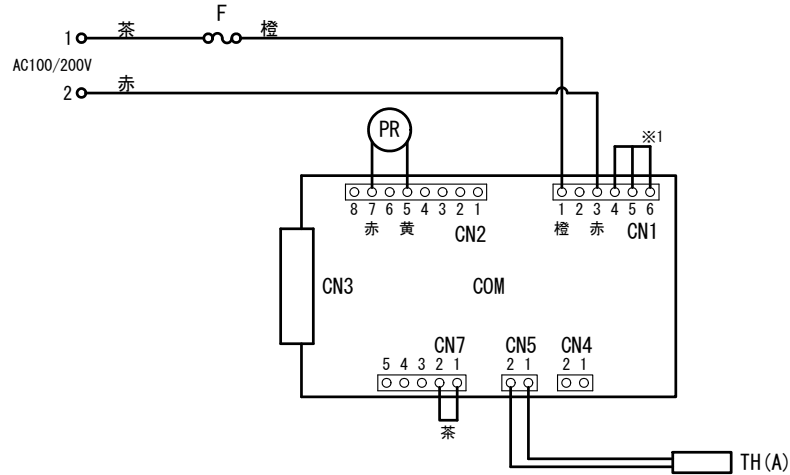 F
1 茶 橙
AC100/200V
2 赤
PR
※1
8 7 6 5 4 3 2 1
1 2 3 4 5 6
赤 黄
橙 赤
CN2
CN1
CN3
COM
CN7
CN5
CN4
5 4 3 2 1
2 1
2 1
茶
TH(A)